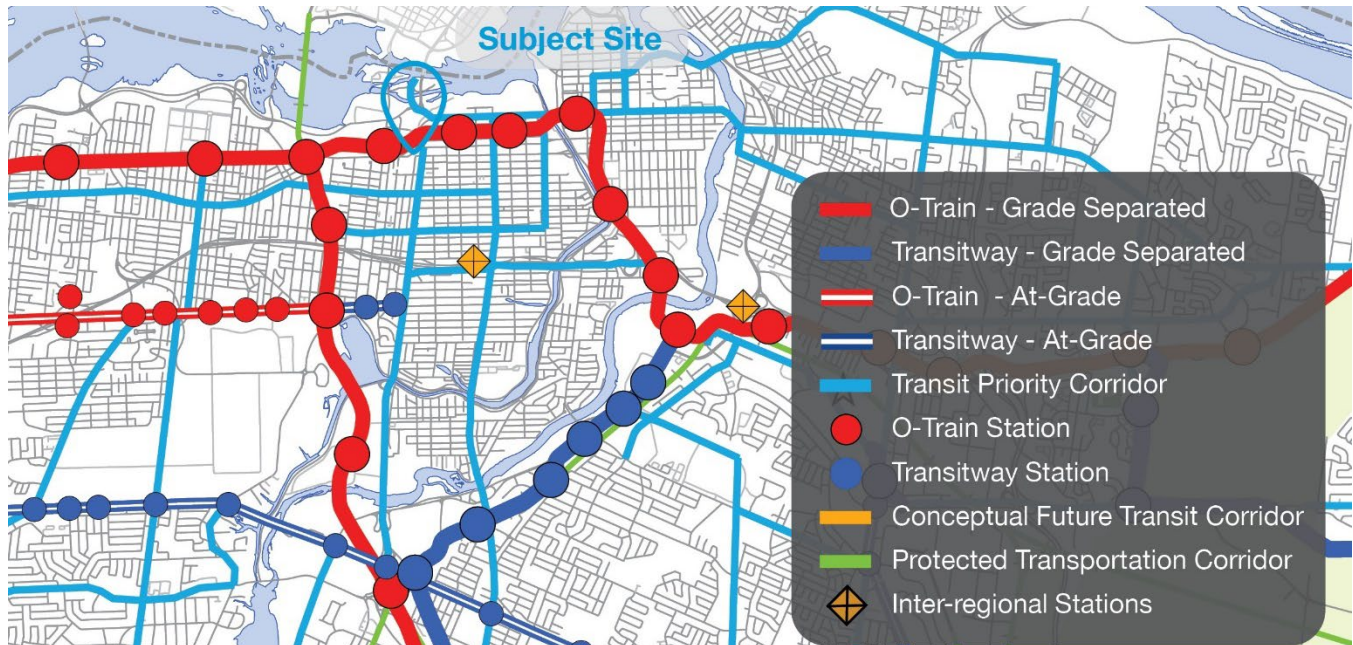 Subject Site
O-Train - Grade Separated
Transitway - Grade Separated
O-Train - At-Grade
Transitway - At-Grade
Transit Priority Corridor
O-Train Station
Transitway Station
Conceptual Future Transit Corridor
Protected Transportation Corridor
Inter-regional Stations